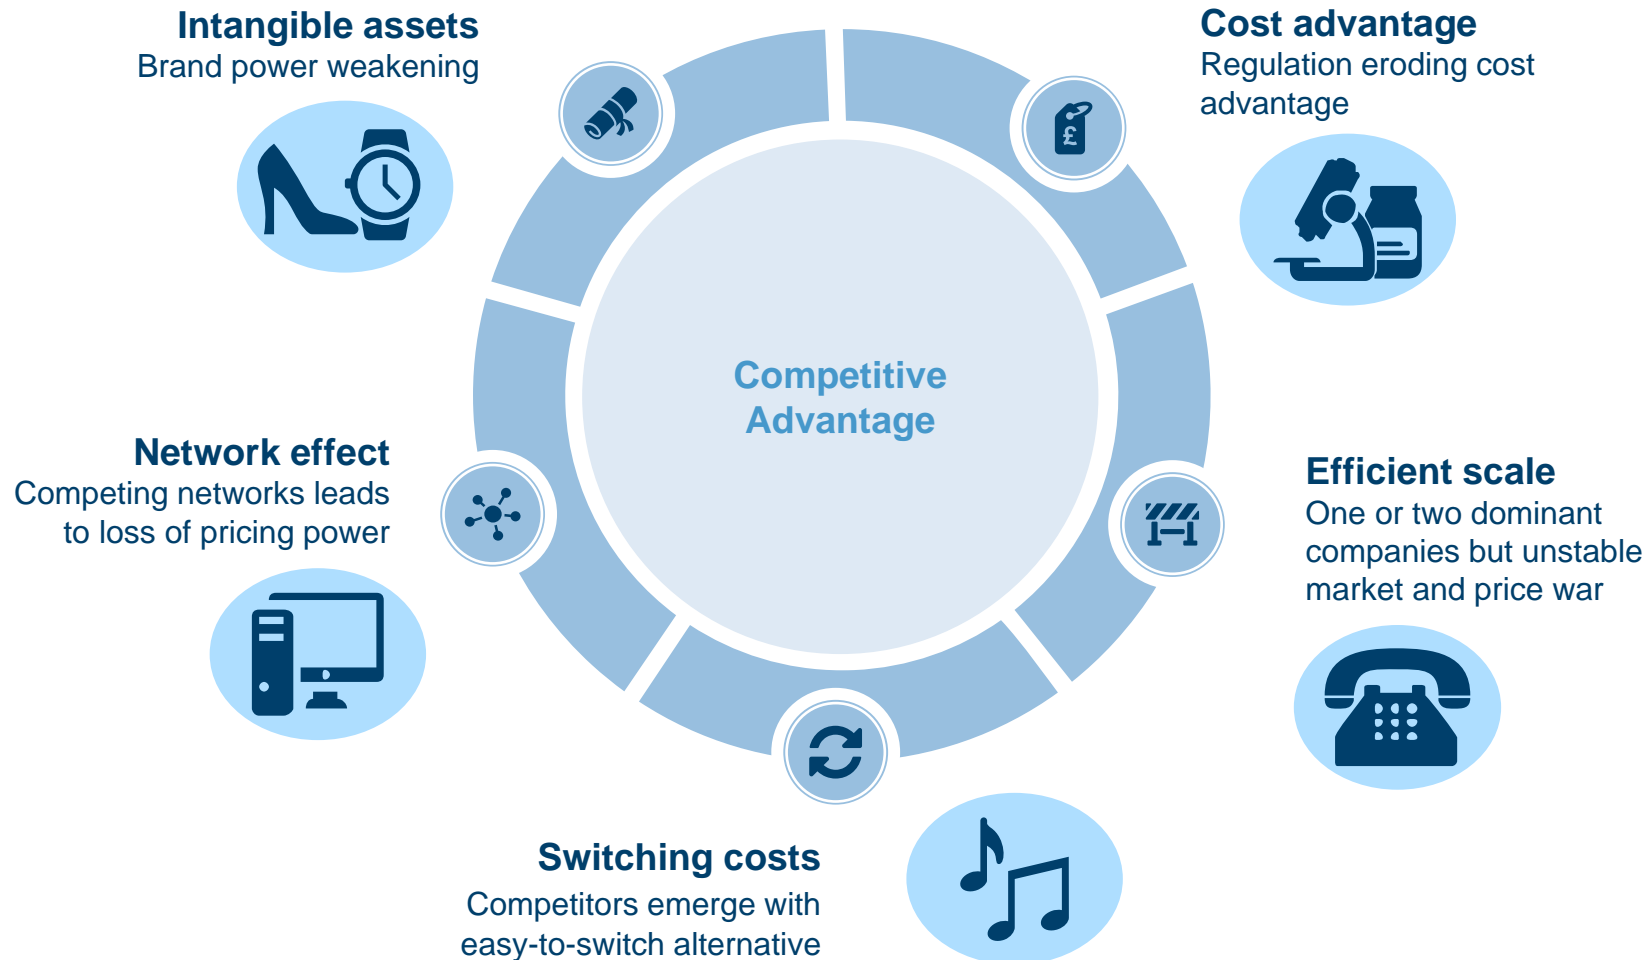 Intangible assets
Brand power weakening
Cost advantage
Regulation eroding cost
advantage
£
Competitive
Advantage
Network effect
Competing networks leads
to loss of pricing power
Efficient scale
One or two dominant
companies but unstable
market and price war
Switching costs
Competitors emerge with
easy-to-switch alternative